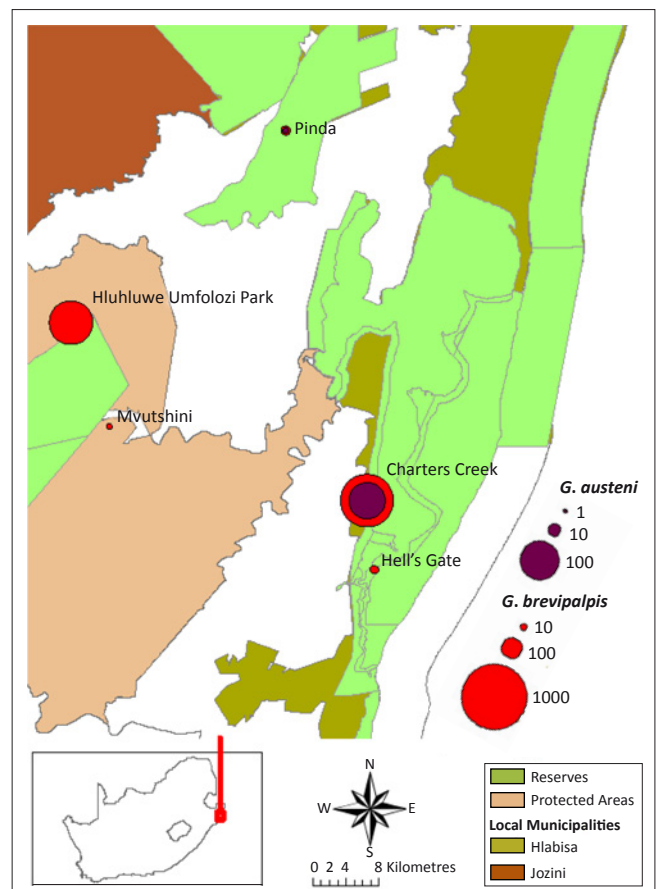 Pinda
Hluhluwe Umfolozi Park
Mvutshini
Charters Creek
Hell's Gate
G. austeni
1
10
100
G. brevipalpis
10
100
1000
N
W E
S
0 2 4 8 Kilometres
Reserves
Protected Areas
Local Municipalities
Hlabisa
Jozini